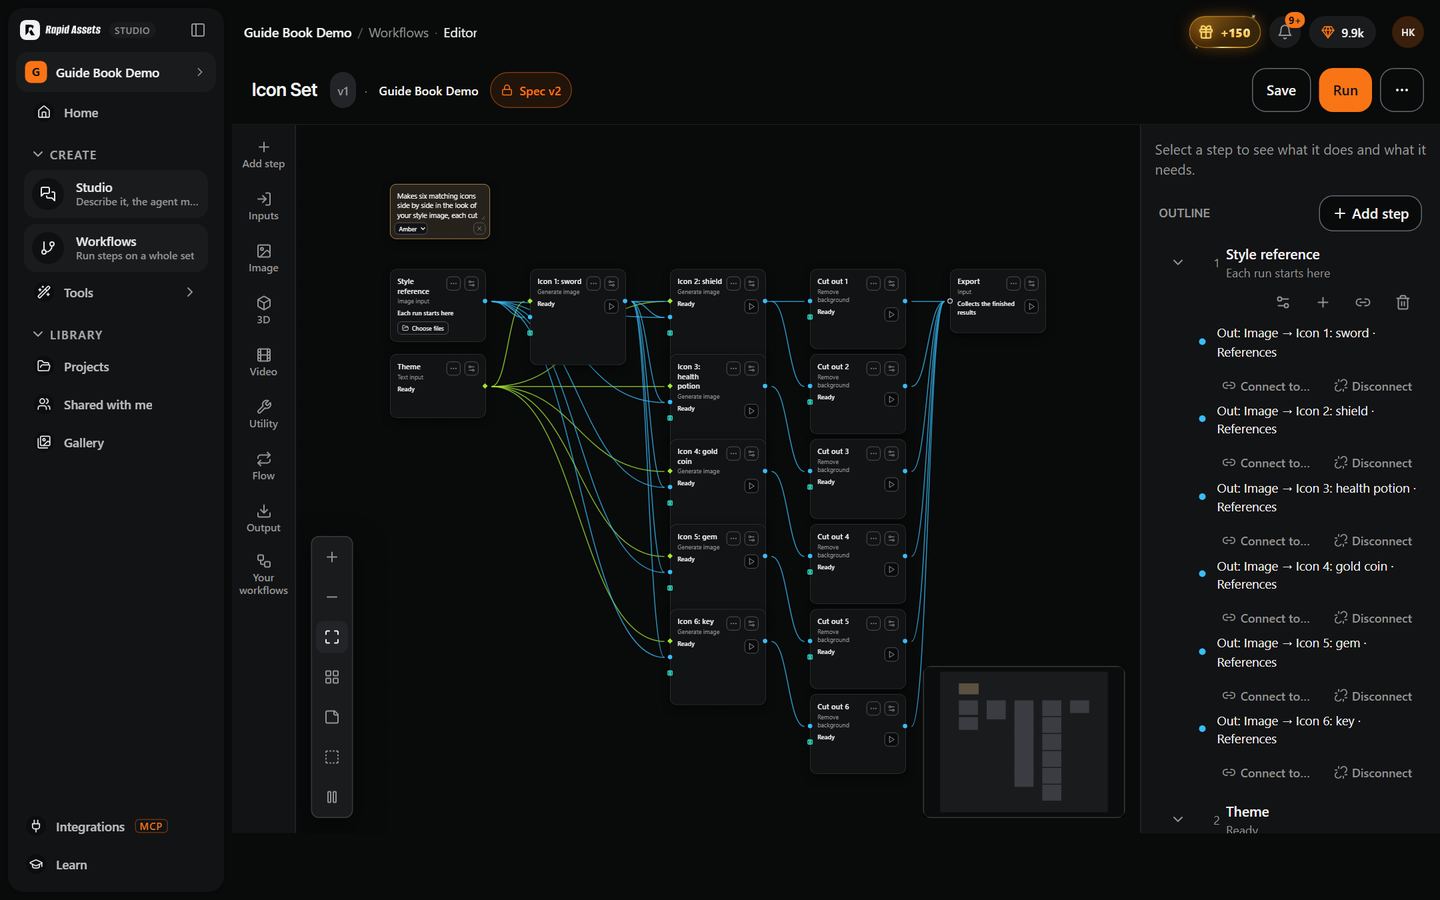 Rapid Assets STUDIO
Guide Book Demo / Workflows · Editor
+150
9+
9.9k
HK
G Guide Book Demo
Icon Set v1 · Guide Book Demo Spec v2
Save Run
Home
CREATE
Studio
Describe it, the agent m...
Workflows
Run steps on a whole set
Tools
LIBRARY
Projects
Shared with me
Gallery
Integrations MCP
Learn
Add step
Inputs
Image
3D
Video
Utility
Flow
Output
Your
workflows
Makes six matching icons
side by side in the look of
your style image, each cut
Amber
Style
reference
Image input
Each run starts here
Choose files
Theme
Text input
Ready
Icon 1: sword
Generate image
Ready
Icon 2: shield
Generate image
Ready
Icon 3:
health
potion
Generate image
Ready
Icon 4: gold
coin
Generate image
Ready
Icon 5: gem
Generate image
Ready
Icon 6: key
Generate image
Ready
Cut out 1
Remove
background
Ready
Cut out 2
Remove
background
Ready
Cut out 3
Remove
background
Ready
Cut out 4
Remove
background
Ready
Cut out 5
Remove
background
Ready
Cut out 6
Remove
background
Ready
Export
Input
Collects the finished
results
Select a step to see what it does and what it
needs.
OUTLINE
Add step
1 Style reference
Each run starts here
Out: Image → Icon 1: sword ·
References
Connect to... Disconnect
Out: Image → Icon 2: shield ·
References
Connect to... Disconnect
Out: Image → Icon 3: health potion ·
References
Connect to... Disconnect
Out: Image → Icon 4: gold coin ·
References
Connect to... Disconnect
Out: Image → Icon 5: gem ·
References
Connect to... Disconnect
Out: Image → Icon 6: key ·
References
Connect to... Disconnect
2 Theme
Ready